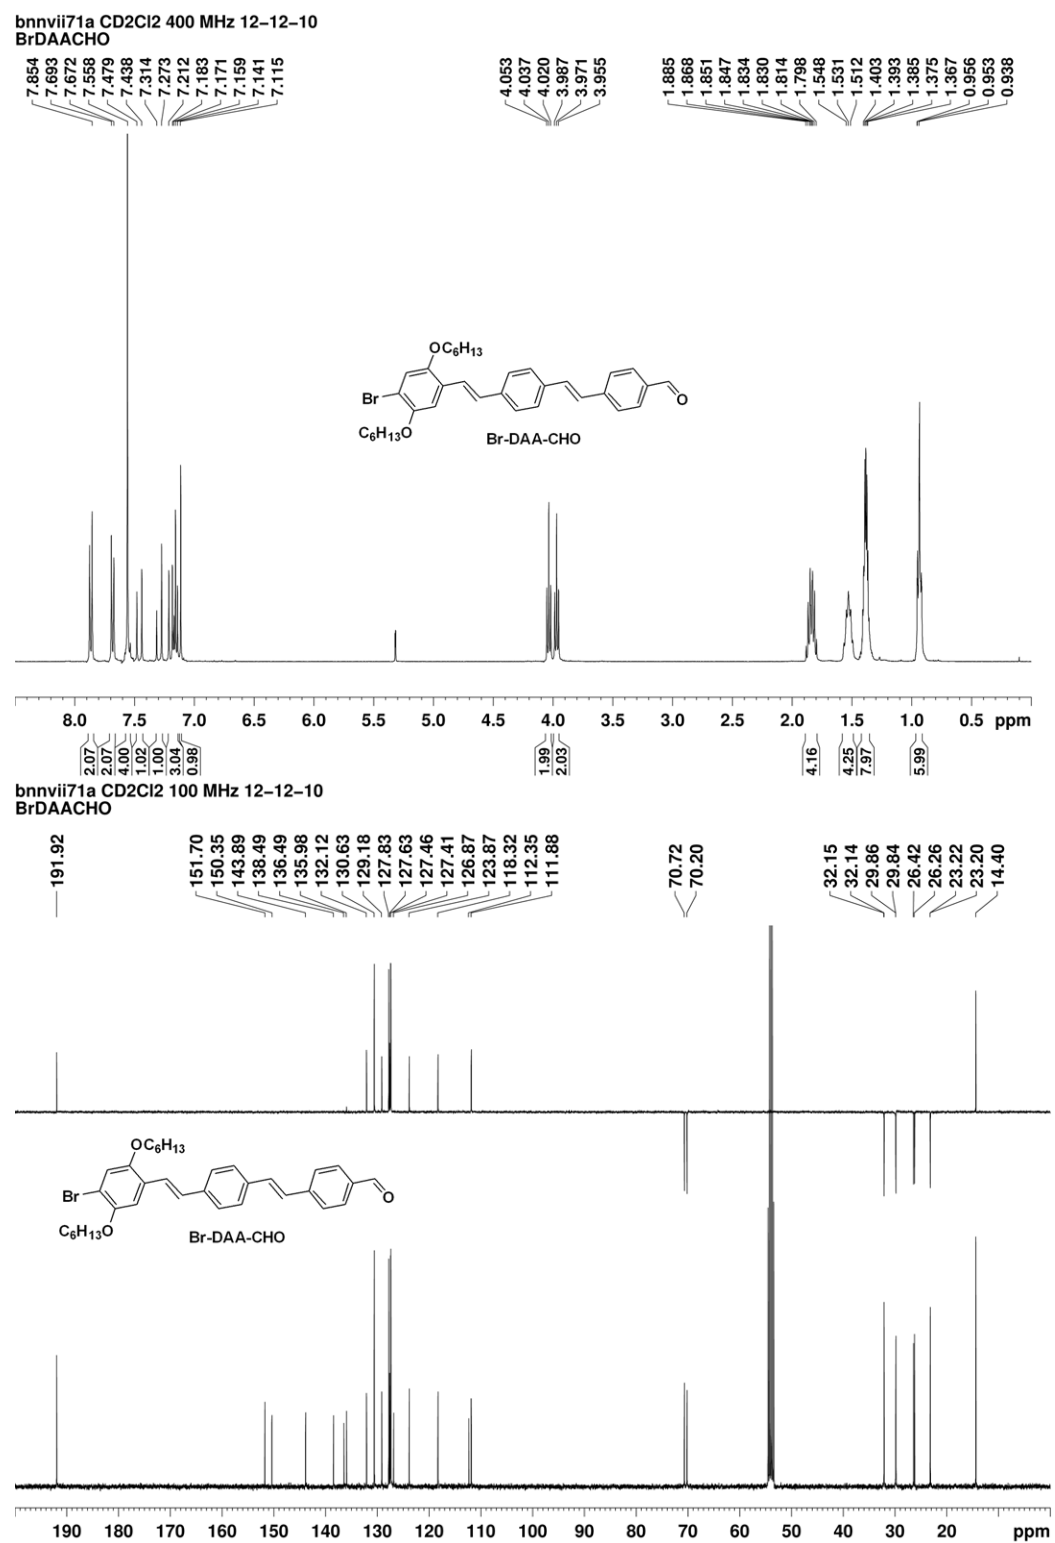 bnnvii71a CD2Cl2 400 MHz 12–12–10
BrDAACHO
7.854 7.693 7.672 7.558 7.479 7.438 7.314 7.273 7.212 7.183 7.171 7.159 7.141 7.115 4.053 4.037 4.020 3.987 3.971 3.955 1.885 1.868 1.851 1.847 1.834 1.830 1.814 1.798 1.548 1.531 1.512 1.403 1.393 1.385 1.375 1.367 0.956 0.953 0.938
OC6H13
Br
O
C6H13O
Br-DAA-CHO
8.0 7.5 7.0 6.5 6.0 5.5 5.0 4.5 4.0 3.5 3.0 2.5 2.0 1.5 1.0 0.5 ppm
2.07 2.07 4.00 1.02 1.00 3.04 0.98 1.99 2.03 4.16 4.25 7.97 5.99
bnnvii71a CD2Cl2 100 MHz 12–12–10
BrDAACHO
191.92 151.70 150.35 143.89 138.49 136.49 135.98 132.12 130.63 129.18 127.83 127.63 127.46 127.41 126.87 123.87 118.32 112.35 111.88 70.72 70.20 32.15 32.14 29.86 29.84 26.42 26.26 23.22 23.20 14.40
OC6H13
Br
O
C6H13O
Br-DAA-CHO
190 180 170 160 150 140 130 120 110 100 90 80 70 60 50 40 30 20 ppm